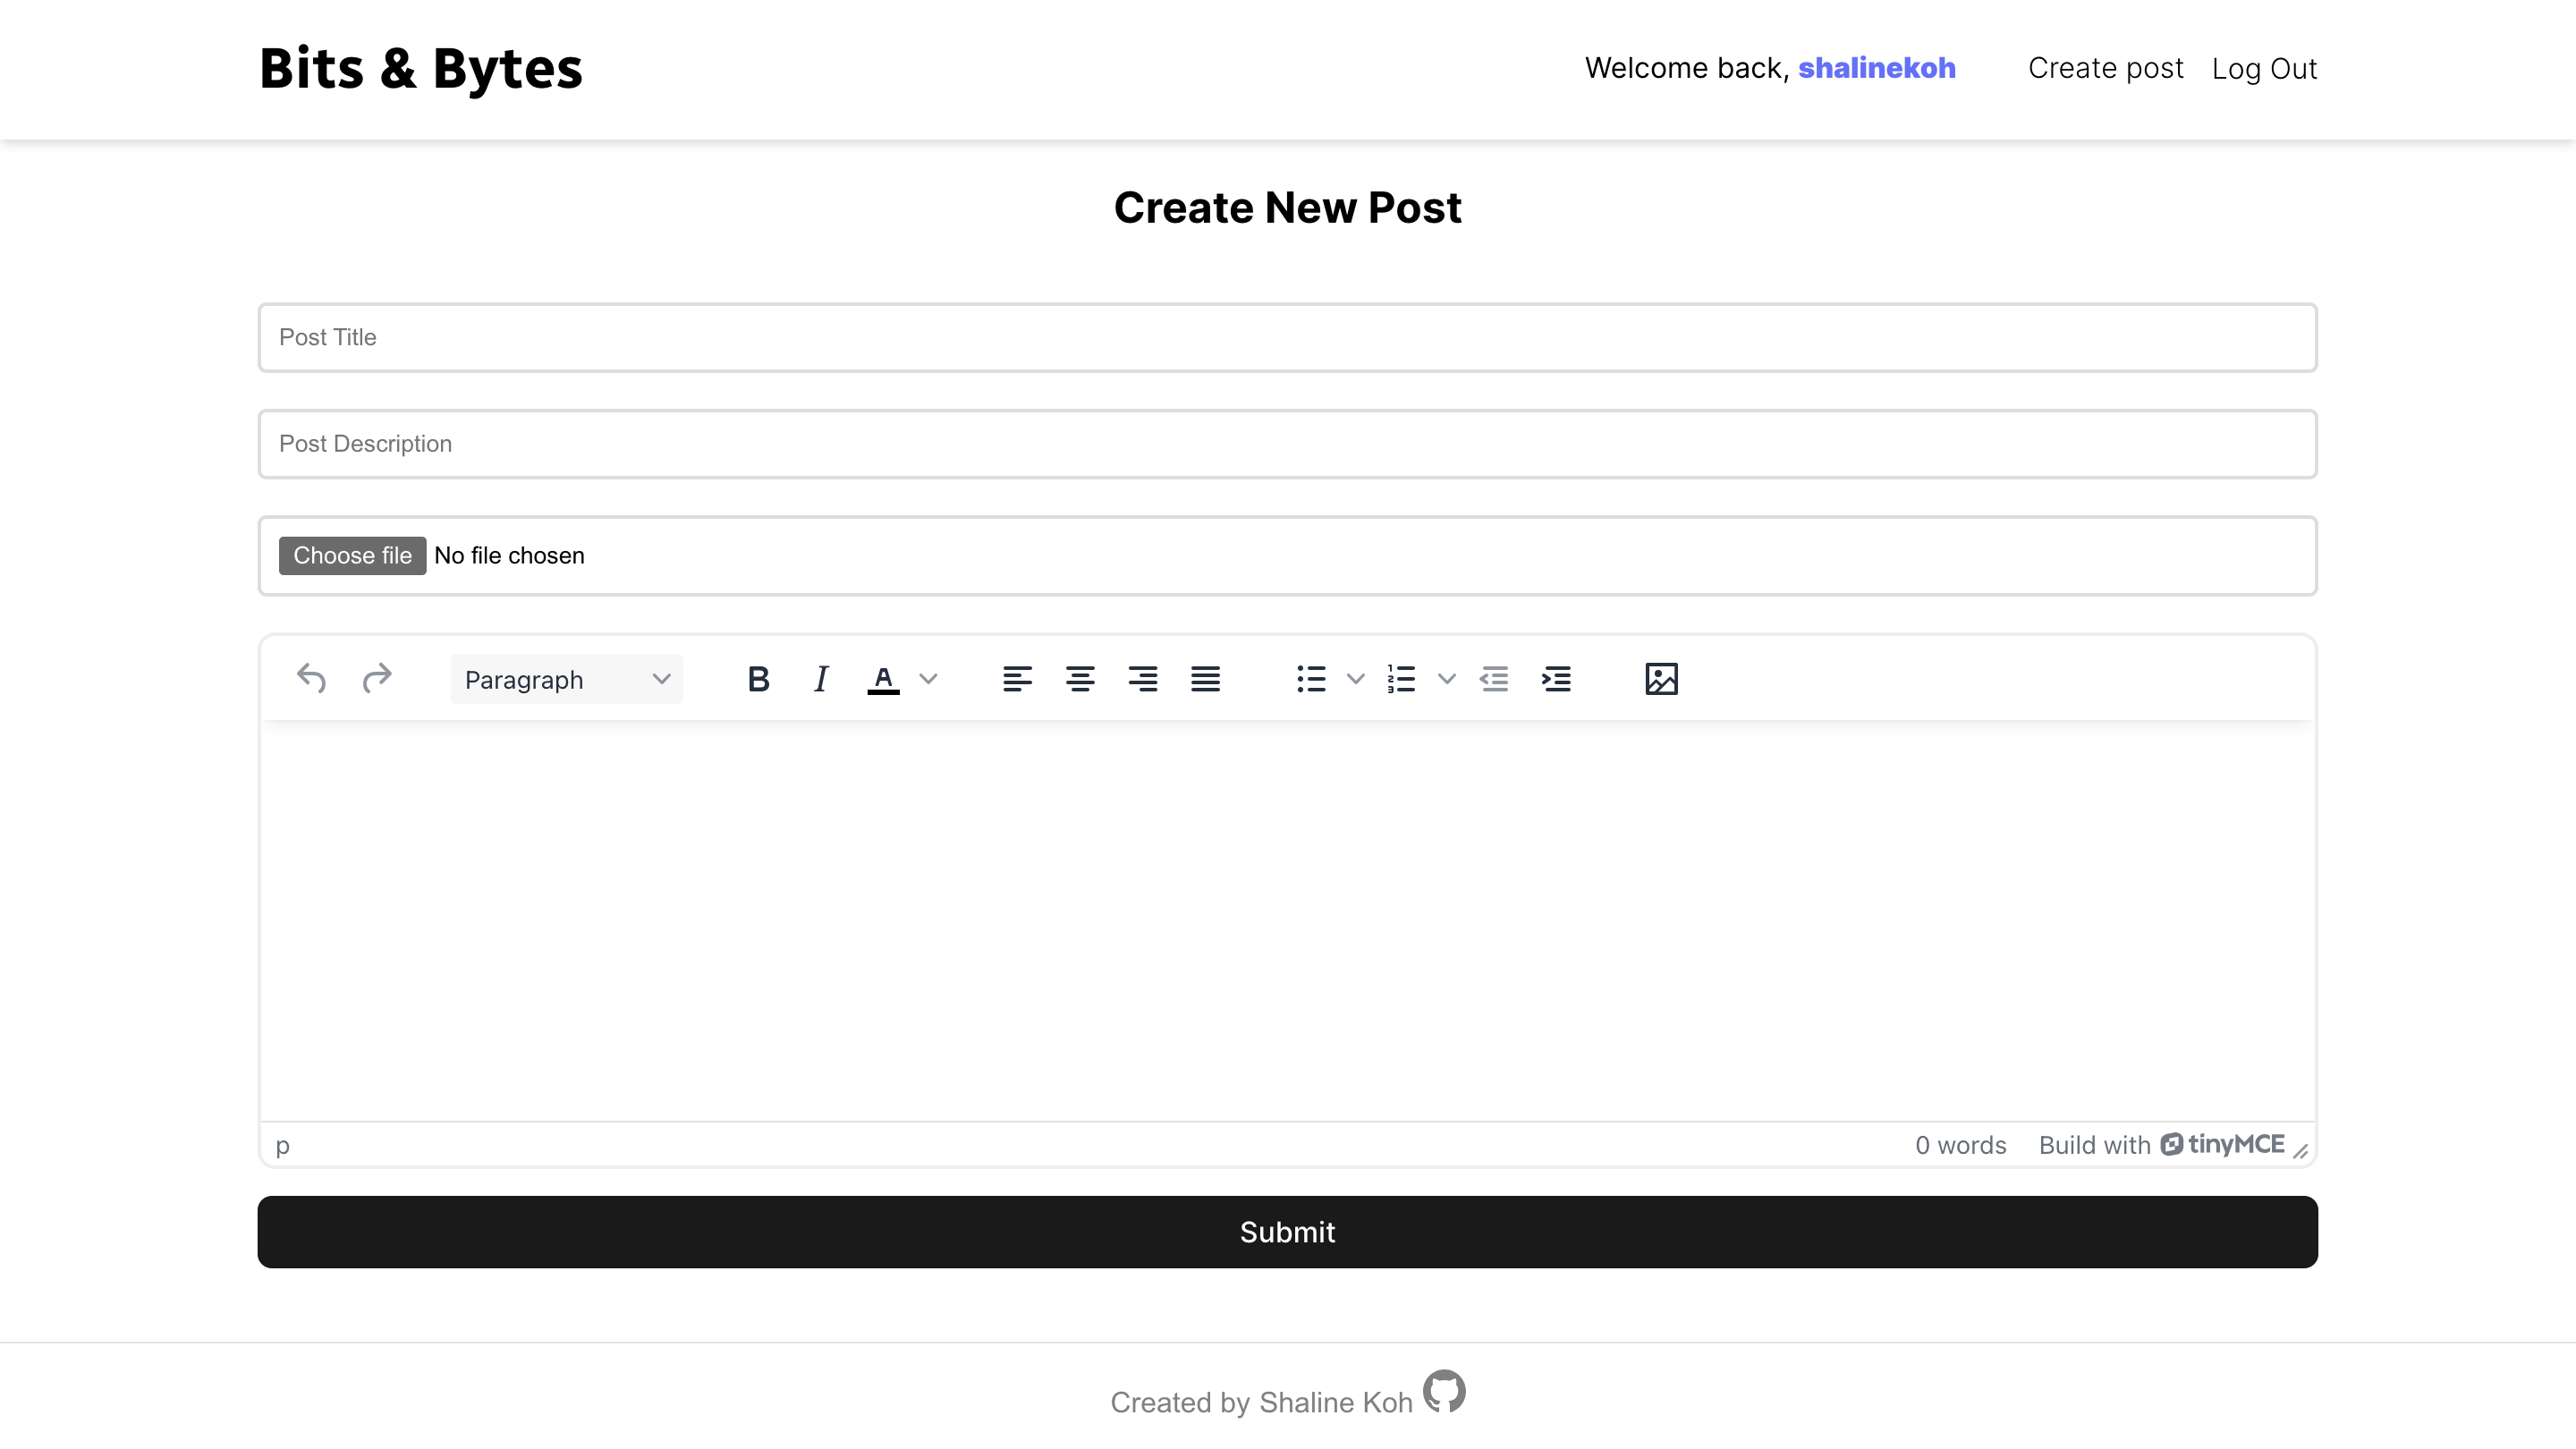 Bits & Bytes
Welcome back, shalinekoh
Create post
Log Out
Create New Post
Post Title
Post Description
Choose file No file chosen
Paragraph
B I A
p
0 words
Build with tinyMCE
Submit
Created by Shaline Koh